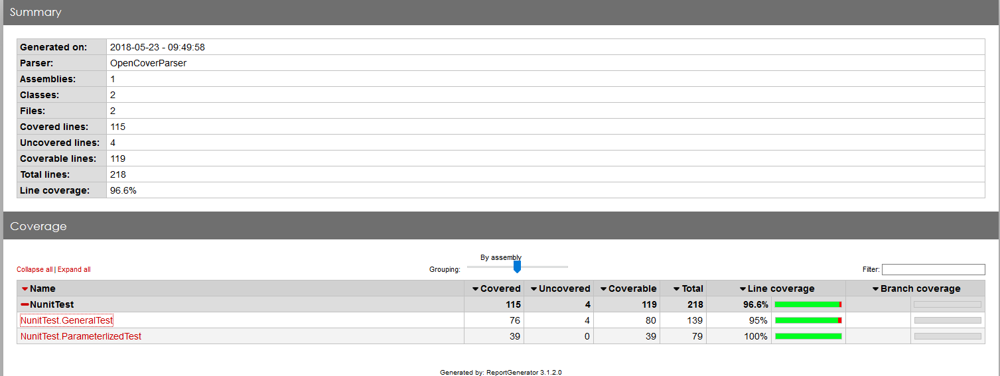 Summary
Generated on: 2018-05-23 - 09:49:58
Parser: OpenCoverParser
Assemblies: 1
Classes: 2
Files: 2
Covered lines: 115
Uncovered lines: 4
Coverable lines: 119
Total lines: 218
Line coverage: 96.6%
Coverage
By assembly
Collapse all | Expand all Grouping: Filter:
Name Covered Uncovered Coverable Total Line coverage Branch coverage
NunitTest 115 4 119 218 96.6%
NunitTest.GeneralTest 76 4 80 139 95%
NunitTest.ParameterlizedTest 39 0 39 79 100%
Generated by: ReportGenerator 3.1.2.0